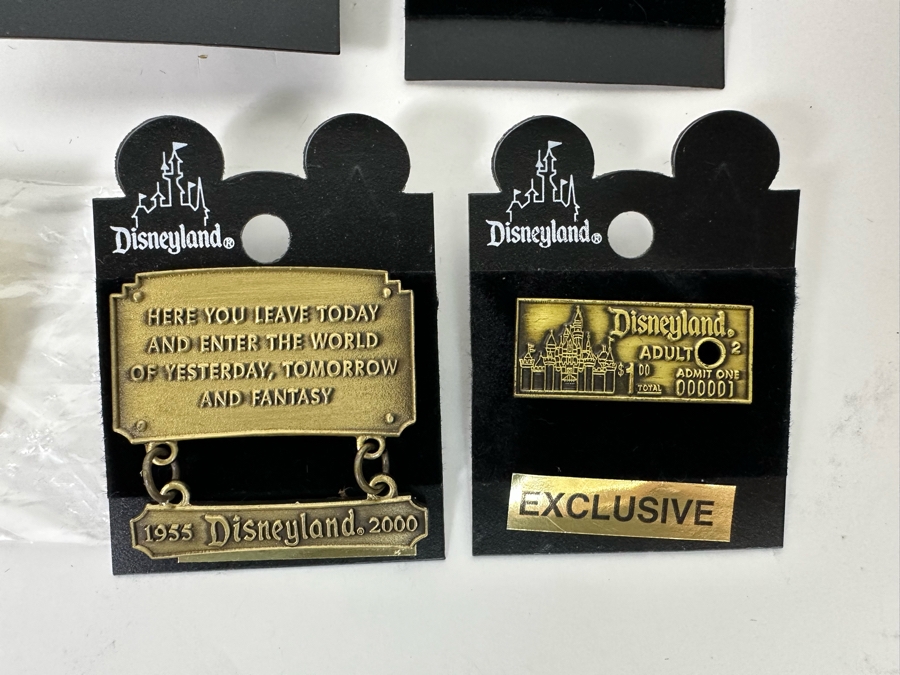 Disneyland®
HERE YOU LEAVE TODAY
AND ENTER THE WORLD
OF YESTERDAY, TOMORROW
AND FANTASY
1955 Disneyland® 2000
Disneyland®
Disneyland®
ADULT 2
$1 00 ADMIT ONE
TOTAL 000001
EXCLUSIVE